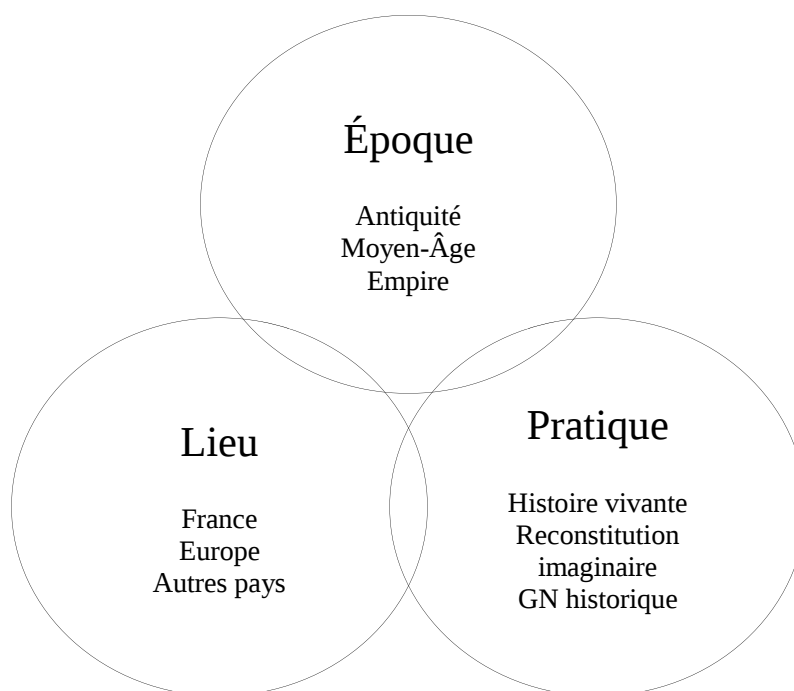 Époque
Antiquité
Moyen-Âge
Empire
Lieu
France
Europe
Autres pays
Pratique
Histoire vivante
Reconstitution
imaginaire
GN historique